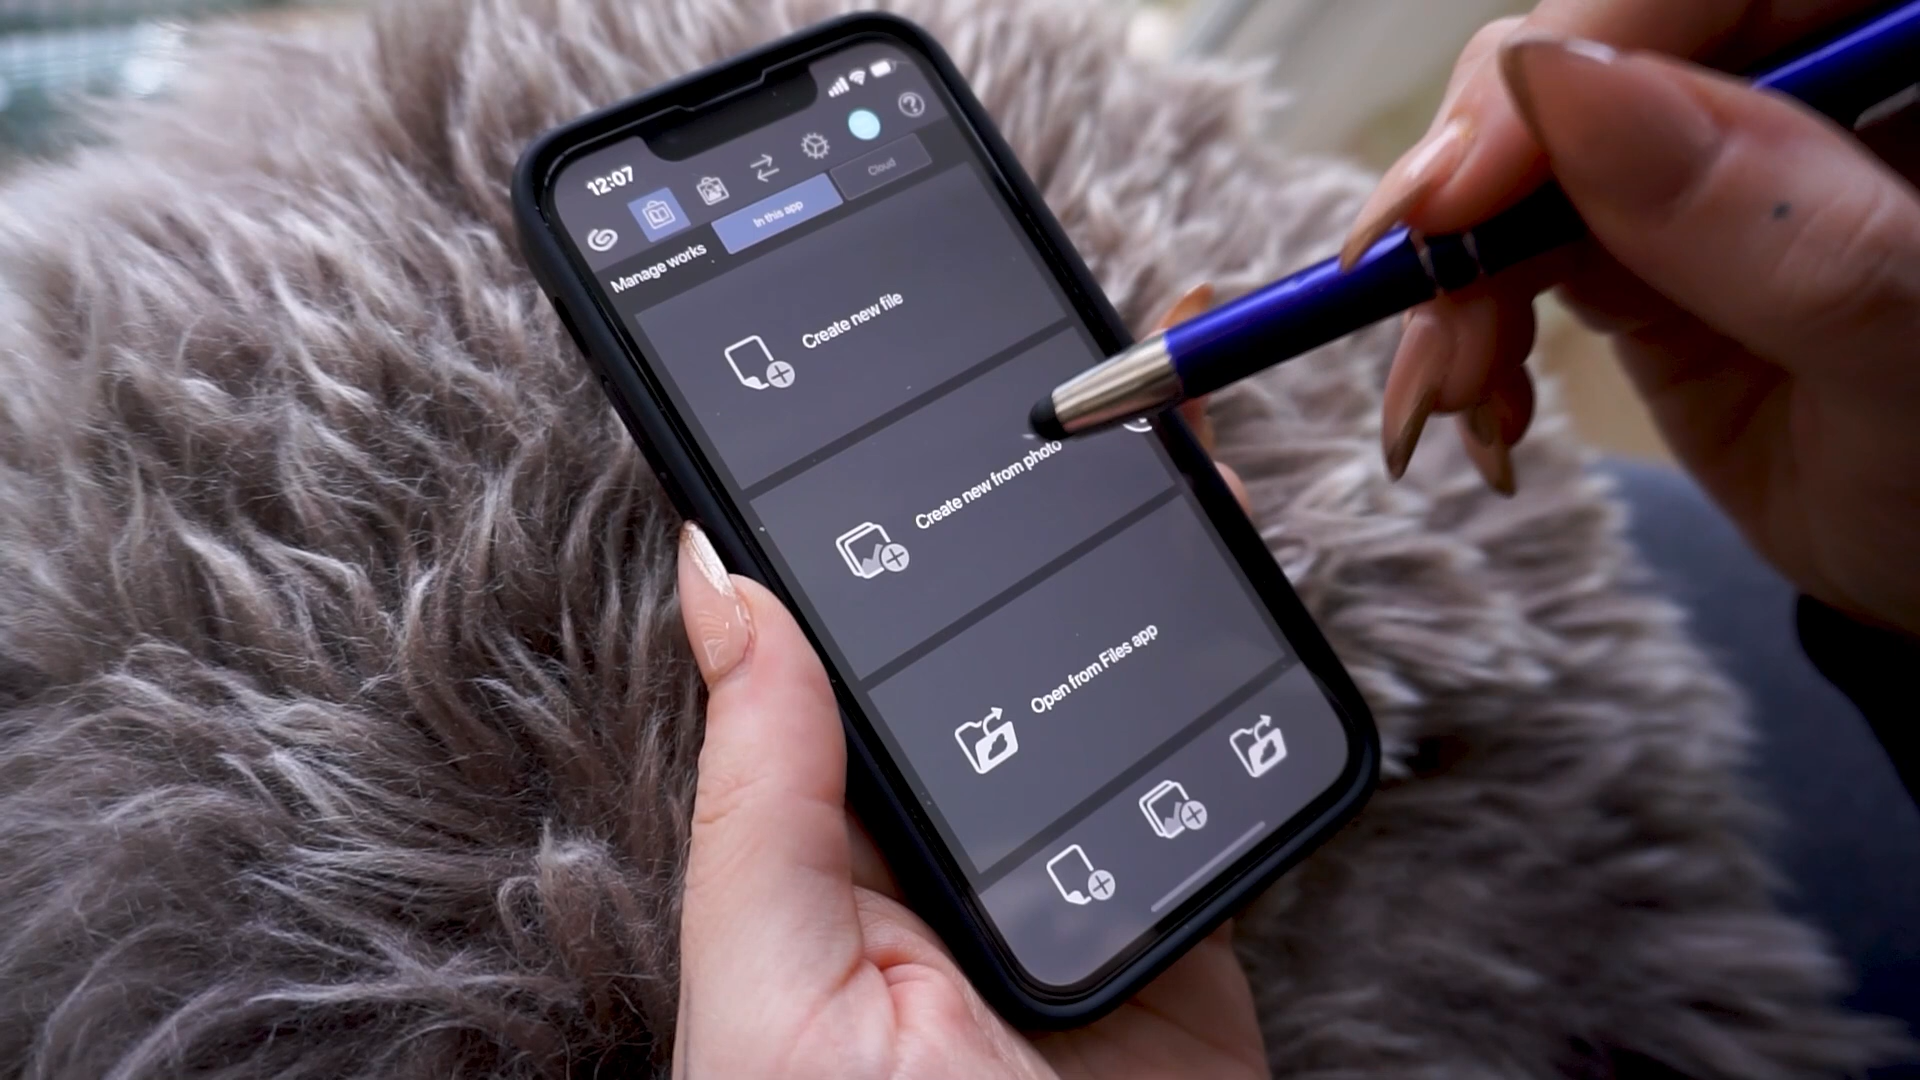 12:07
Manage works
In this app
Cloud
Create new file
Create new from photo
Open from Files app